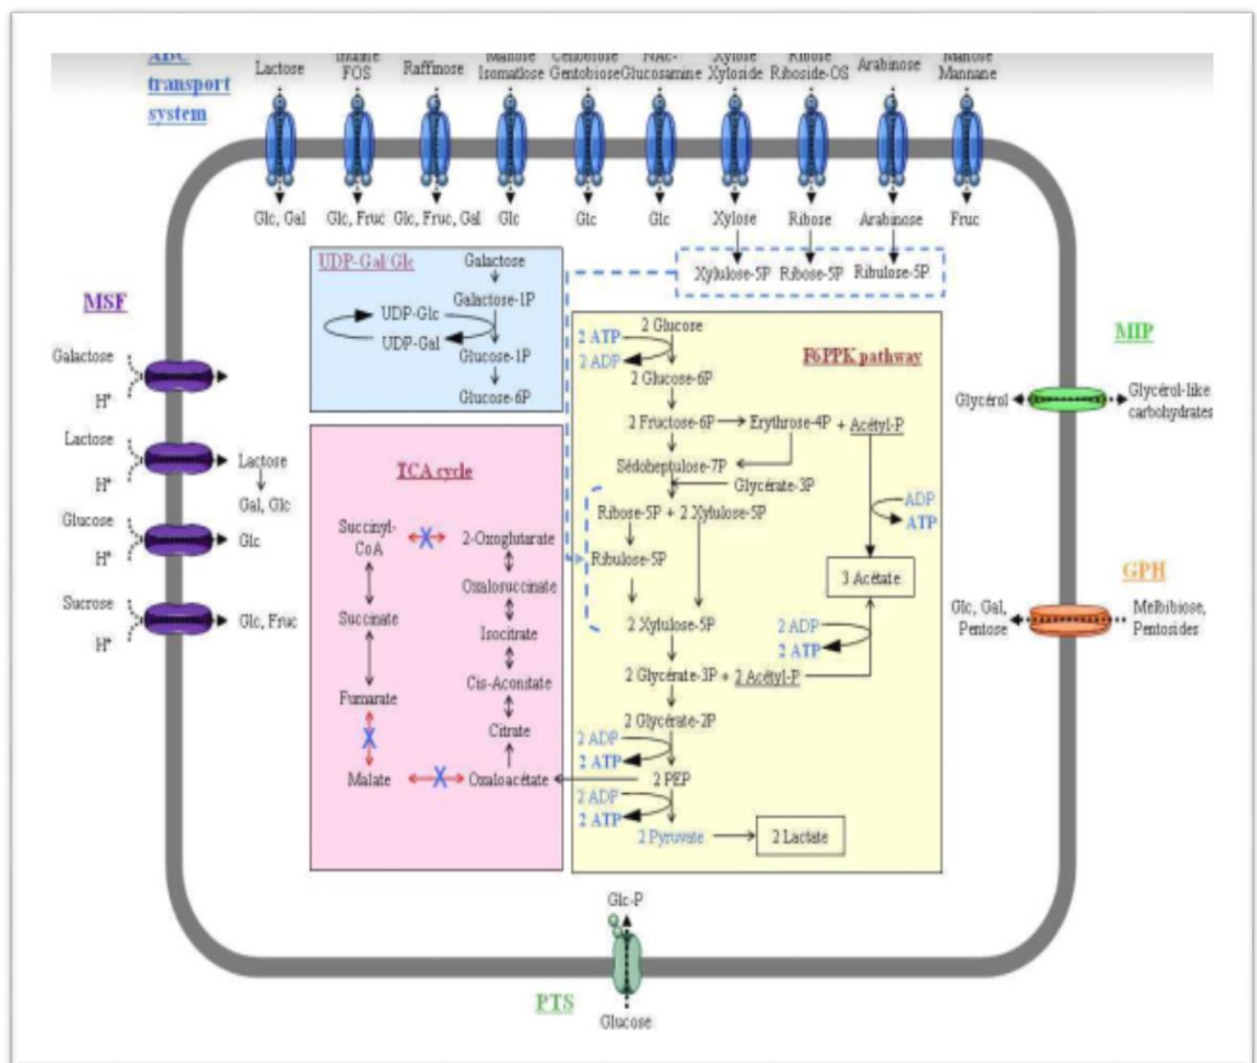 ABC
transport
system
Lactose
FOS
Raffinose
Isomatlose
Gentobiose
Glucosamine
Xyloside
Riboside-OS
Arabinose
Mannane
Glc, Gal
Glc, Fruc
Glc, Fruc, Gal
Glc
Glc
Glc
Xylose
Ribose
Arabinose
Fruc
Xylulose-5P
Ribose-5P
Ribulose-5P
UDP-Gal/Glc
Galactose
Galactose-1P
UDP-Glc
UDP-Gal
Glucose-1P
Glucose-6P
MSF
Galactose
H⁺
Lactose
H⁺
Lactose
Gal, Glc
Glucose
H⁺
Glc
Sucrose
H⁺
Glc, Fruc
TCA cycle
Succinyl-
CoA
2-Oxoglutarate
Oxalosuccinate
Succinate
Isocitrate
Cis-Aconitate
Fumarate
Citrate
Malate
Oxaloacétate
F6PPK pathway
2 Glucose
2 ATP
2 ADP
2 Glucose-6P
2 Fructose-6P
Erythrose-4P + Acétyl-P
Sédoheptulose-7P
Glycérate-3P
Ribose-5P + 2 Xylulose-5P
ADP
ATP
Ribulose-5P
3 Acétate
2 Xylulose-5P
2 ADP
2 ATP
2 Glycérate-3P + 2 Acétyl-P
2 Glycérate-2P
2 ADP
2 ATP
2 PEP
2 ADP
2 ATP
2 Pyruvate
2 Lactate
MIP
Glycérol
Glycérol-like
carbohydrates
GPH
Glc, Gal,
Pentose
Melbibiose,
Pentosides
Glc-P
PTS
Glucose